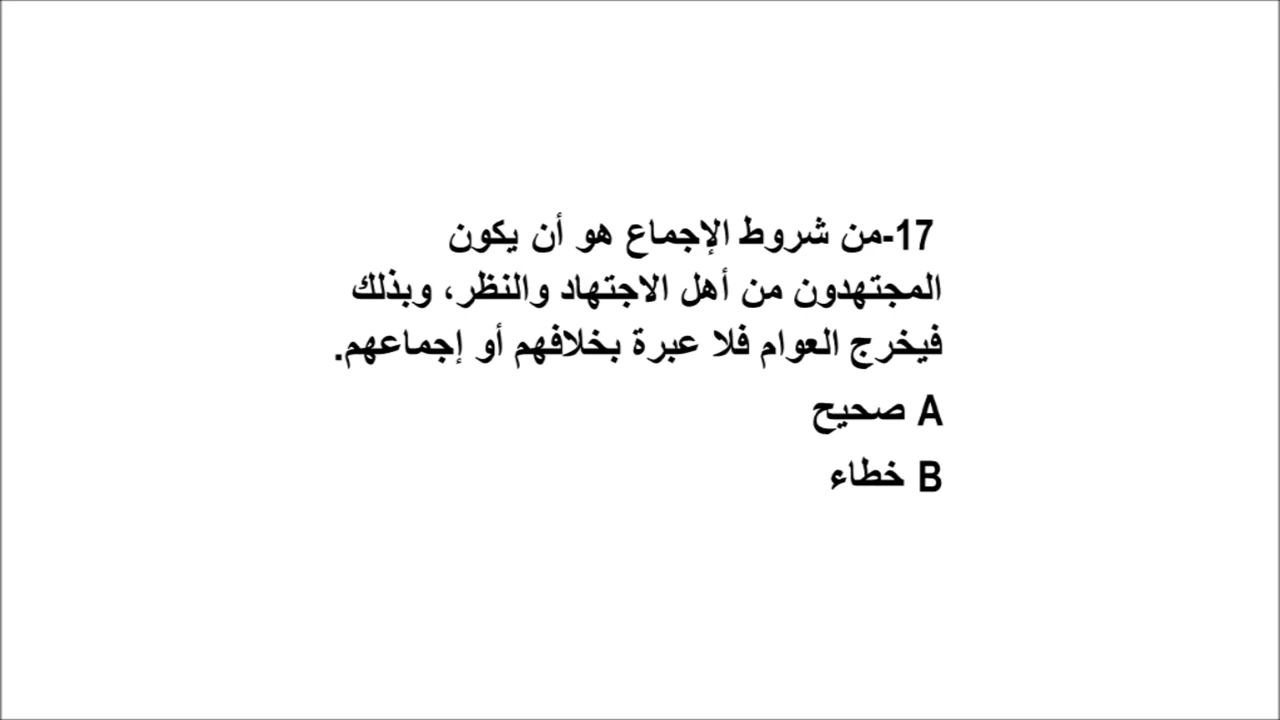 17-من شروط الإجماع هو أن يكون
المجتهدون من أهل الاجتهاد والنظر، وبذلك
فيخرج العوام فلا عبرة بخلافهم أو إجماعهم.
A صحيح
B خطاء